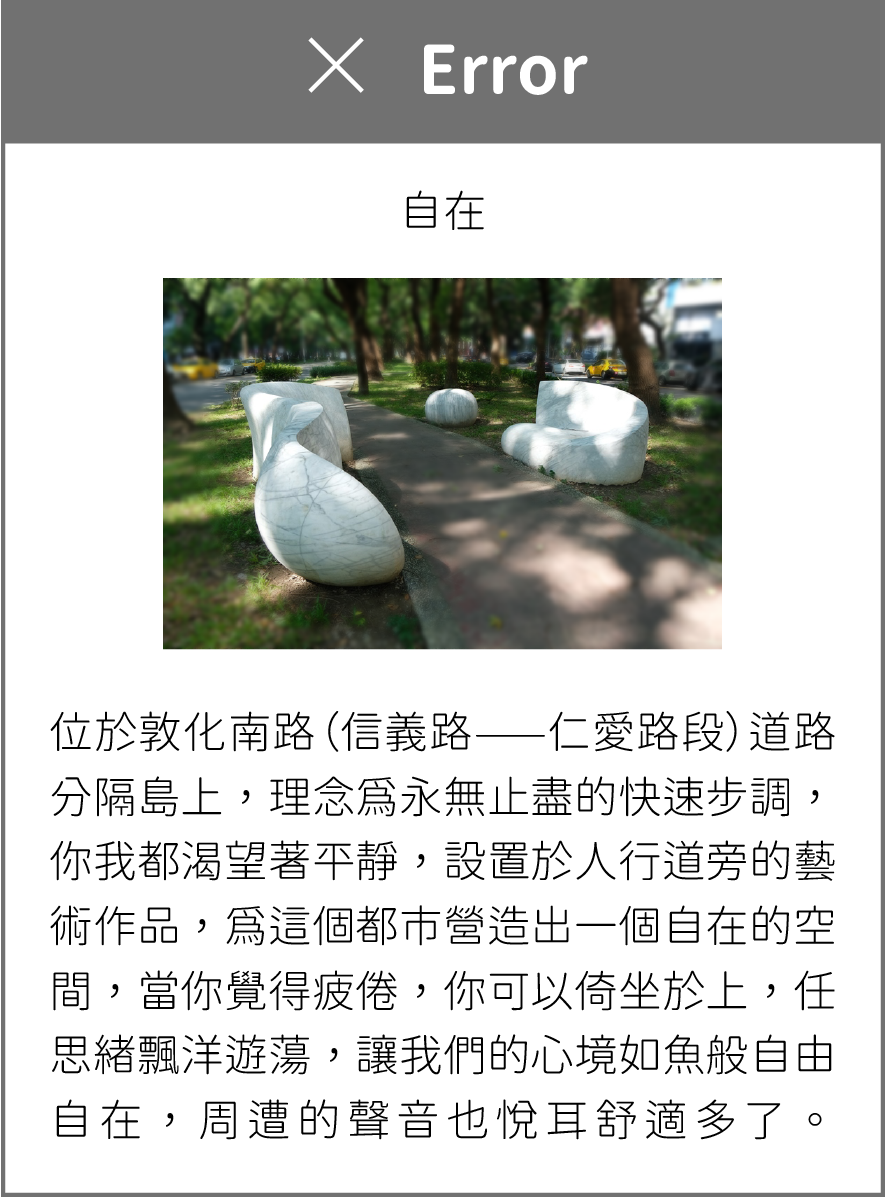 × Error
自在
位於敦化南路(信義路——仁愛路段)道路
分隔島上，理念爲永無止盡的快速步調，
你我都渴望著平靜，設置於人行道旁的藝
術作品，爲這個都市營造出一個自在的空
間，當你覺得疲倦，你可以倚坐於上，任
思緒飄洋遊蕩，讓我們的心境如魚般自由
自在，周遭的聲音也悅耳舒適多了。